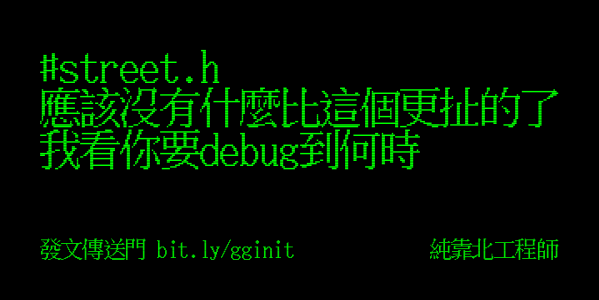 #street.h
應該沒有什麼比這個更扯的了
我看你要debug到何時
發文傳送門 bit.ly/gginit
純靠北工程師